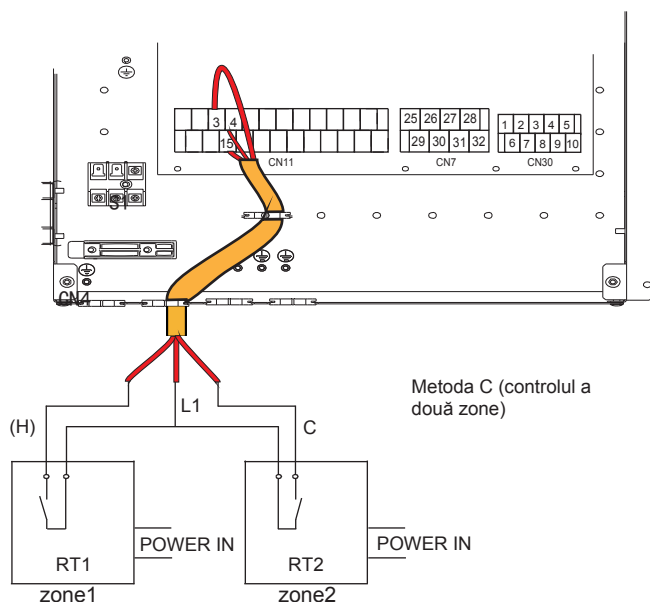 3 4
15
CN11
25 26 27 28
29 30 31 32
CN7
1 2 3 4 5
6 7 8 9 10
CN30
S1
CN4
Metoda C (controlul a
două zone)
(H)
L1
C
RT1
POWER IN
RT2
POWER IN
zone1
zone2